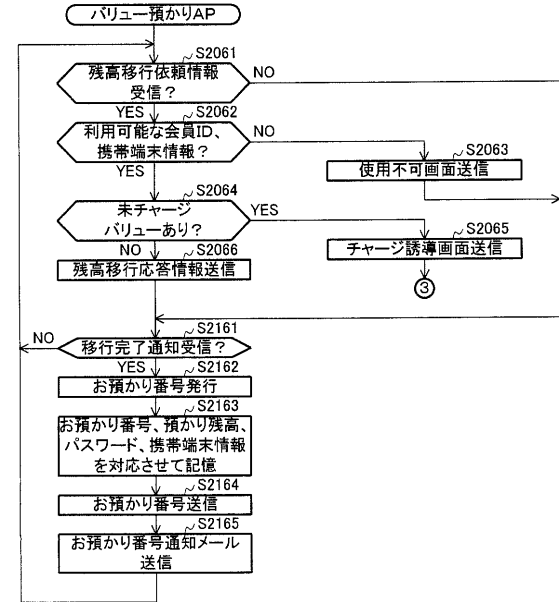 バリュー預かりAP
S2061
残高移行依頼情報
受信？
NO
YES
S2062
利用可能な会員ID、
携帯端末情報？
NO
YES
S2063
使用不可画面送信
S2064
未チャージ
バリューあり？
YES
NO
S2065
チャージ誘導画面送信
③
S2066
残高移行応答情報送信
S2161
移行完了通知受信？
NO
YES
S2162
お預かり番号発行
S2163
お預かり番号、預かり残高、
パスワード、携帯端末情報
を対応させて記憶
S2164
お預かり番号送信
S2165
お預かり番号通知メール
送信